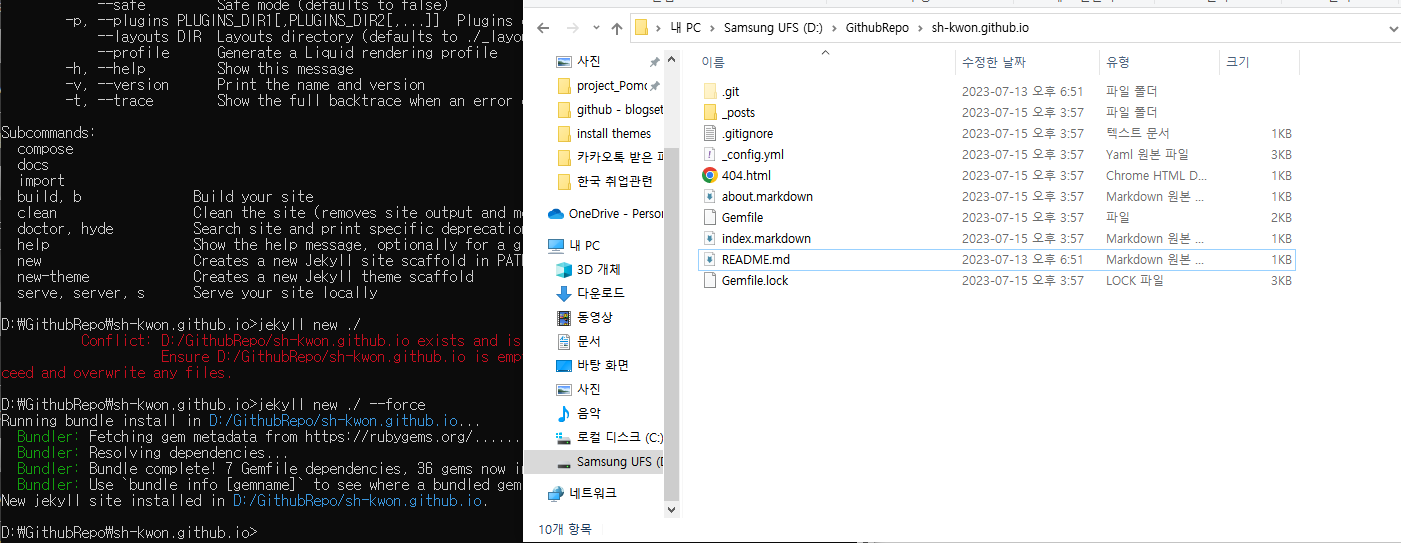 --safe Safe mode (defaults to false)
-p, --plugins PLUGINS_DIR1[,PLUGINS_DIR2[,...]] Plugins
--layouts DIR Layouts directory (defaults to ./_layou
--profile Generate a Liquid rendering profile
-h, --help Show this message
-v, --version Print the name and version
-t, --trace Show the full backtrace when an error
Subcommands:
compose
docs
import
build, b Build your site
clean Clean the site (removes site output and me
doctor, hyde Search site and print specific deprecation
help Show the help message, optionally for a g
new Creates a new Jekyll site scaffold in PATH
new-theme Creates a new Jekyll theme scaffold
serve, server, s Serve your site locally
D:₩GithubRepo₩sh-kwon.github.io>jekyll new ./
Conflict: D:/GithubRepo/sh-kwon.github.io exists and is
Ensure D:/GithubRepo/sh-kwon.github.io is emp
ceed and overwrite any files.
D:₩GithubRepo₩sh-kwon.github.io>jekyll new ./ --force
Running bundle install in D:/GithubRepo/sh-kwon.github.io...
Bundler: Fetching gem metadata from https://rubygems.org/.......
Bundler: Resolving dependencies...
Bundler: Bundle complete! 7 Gemfile dependencies, 36 gems now in
Bundler: Use `bundle info [gemname]` to see where a bundled gem
New jekyll site installed in D:/GithubRepo/sh-kwon.github.io.
D:₩GithubRepo₩sh-kwon.github.io>
내 PC > Samsung UFS (D:) > GithubRepo > sh-kwon.github.io
사진
project_Pomo
github - blogset
install themes
카카오톡 받은 파
한국 취업관련
OneDrive - Person
내 PC
3D 개체
다운로드
동영상
문서
바탕 화면
사진
음악
로컬 디스크 (C:)
Samsung UFS (D
네트워크
이름 수정한 날짜 유형 크기
.git 2023-07-13 오후 6:51 파일 폴더
_posts 2023-07-15 오후 3:57 파일 폴더
.gitignore 2023-07-15 오후 3:57 텍스트 문서 1KB
_config.yml 2023-07-15 오후 3:57 Yaml 원본 파일 3KB
404.html 2023-07-15 오후 3:57 Chrome HTML D... 1KB
about.markdown 2023-07-15 오후 3:57 Markdown 원본 ... 1KB
Gemfile 2023-07-15 오후 3:57 파일 2KB
index.markdown 2023-07-15 오후 3:57 Markdown 원본 ... 1KB
README.md 2023-07-13 오후 6:51 Markdown 원본 ... 1KB
Gemfile.lock 2023-07-15 오후 3:57 LOCK 파일 3KB
10개 항목